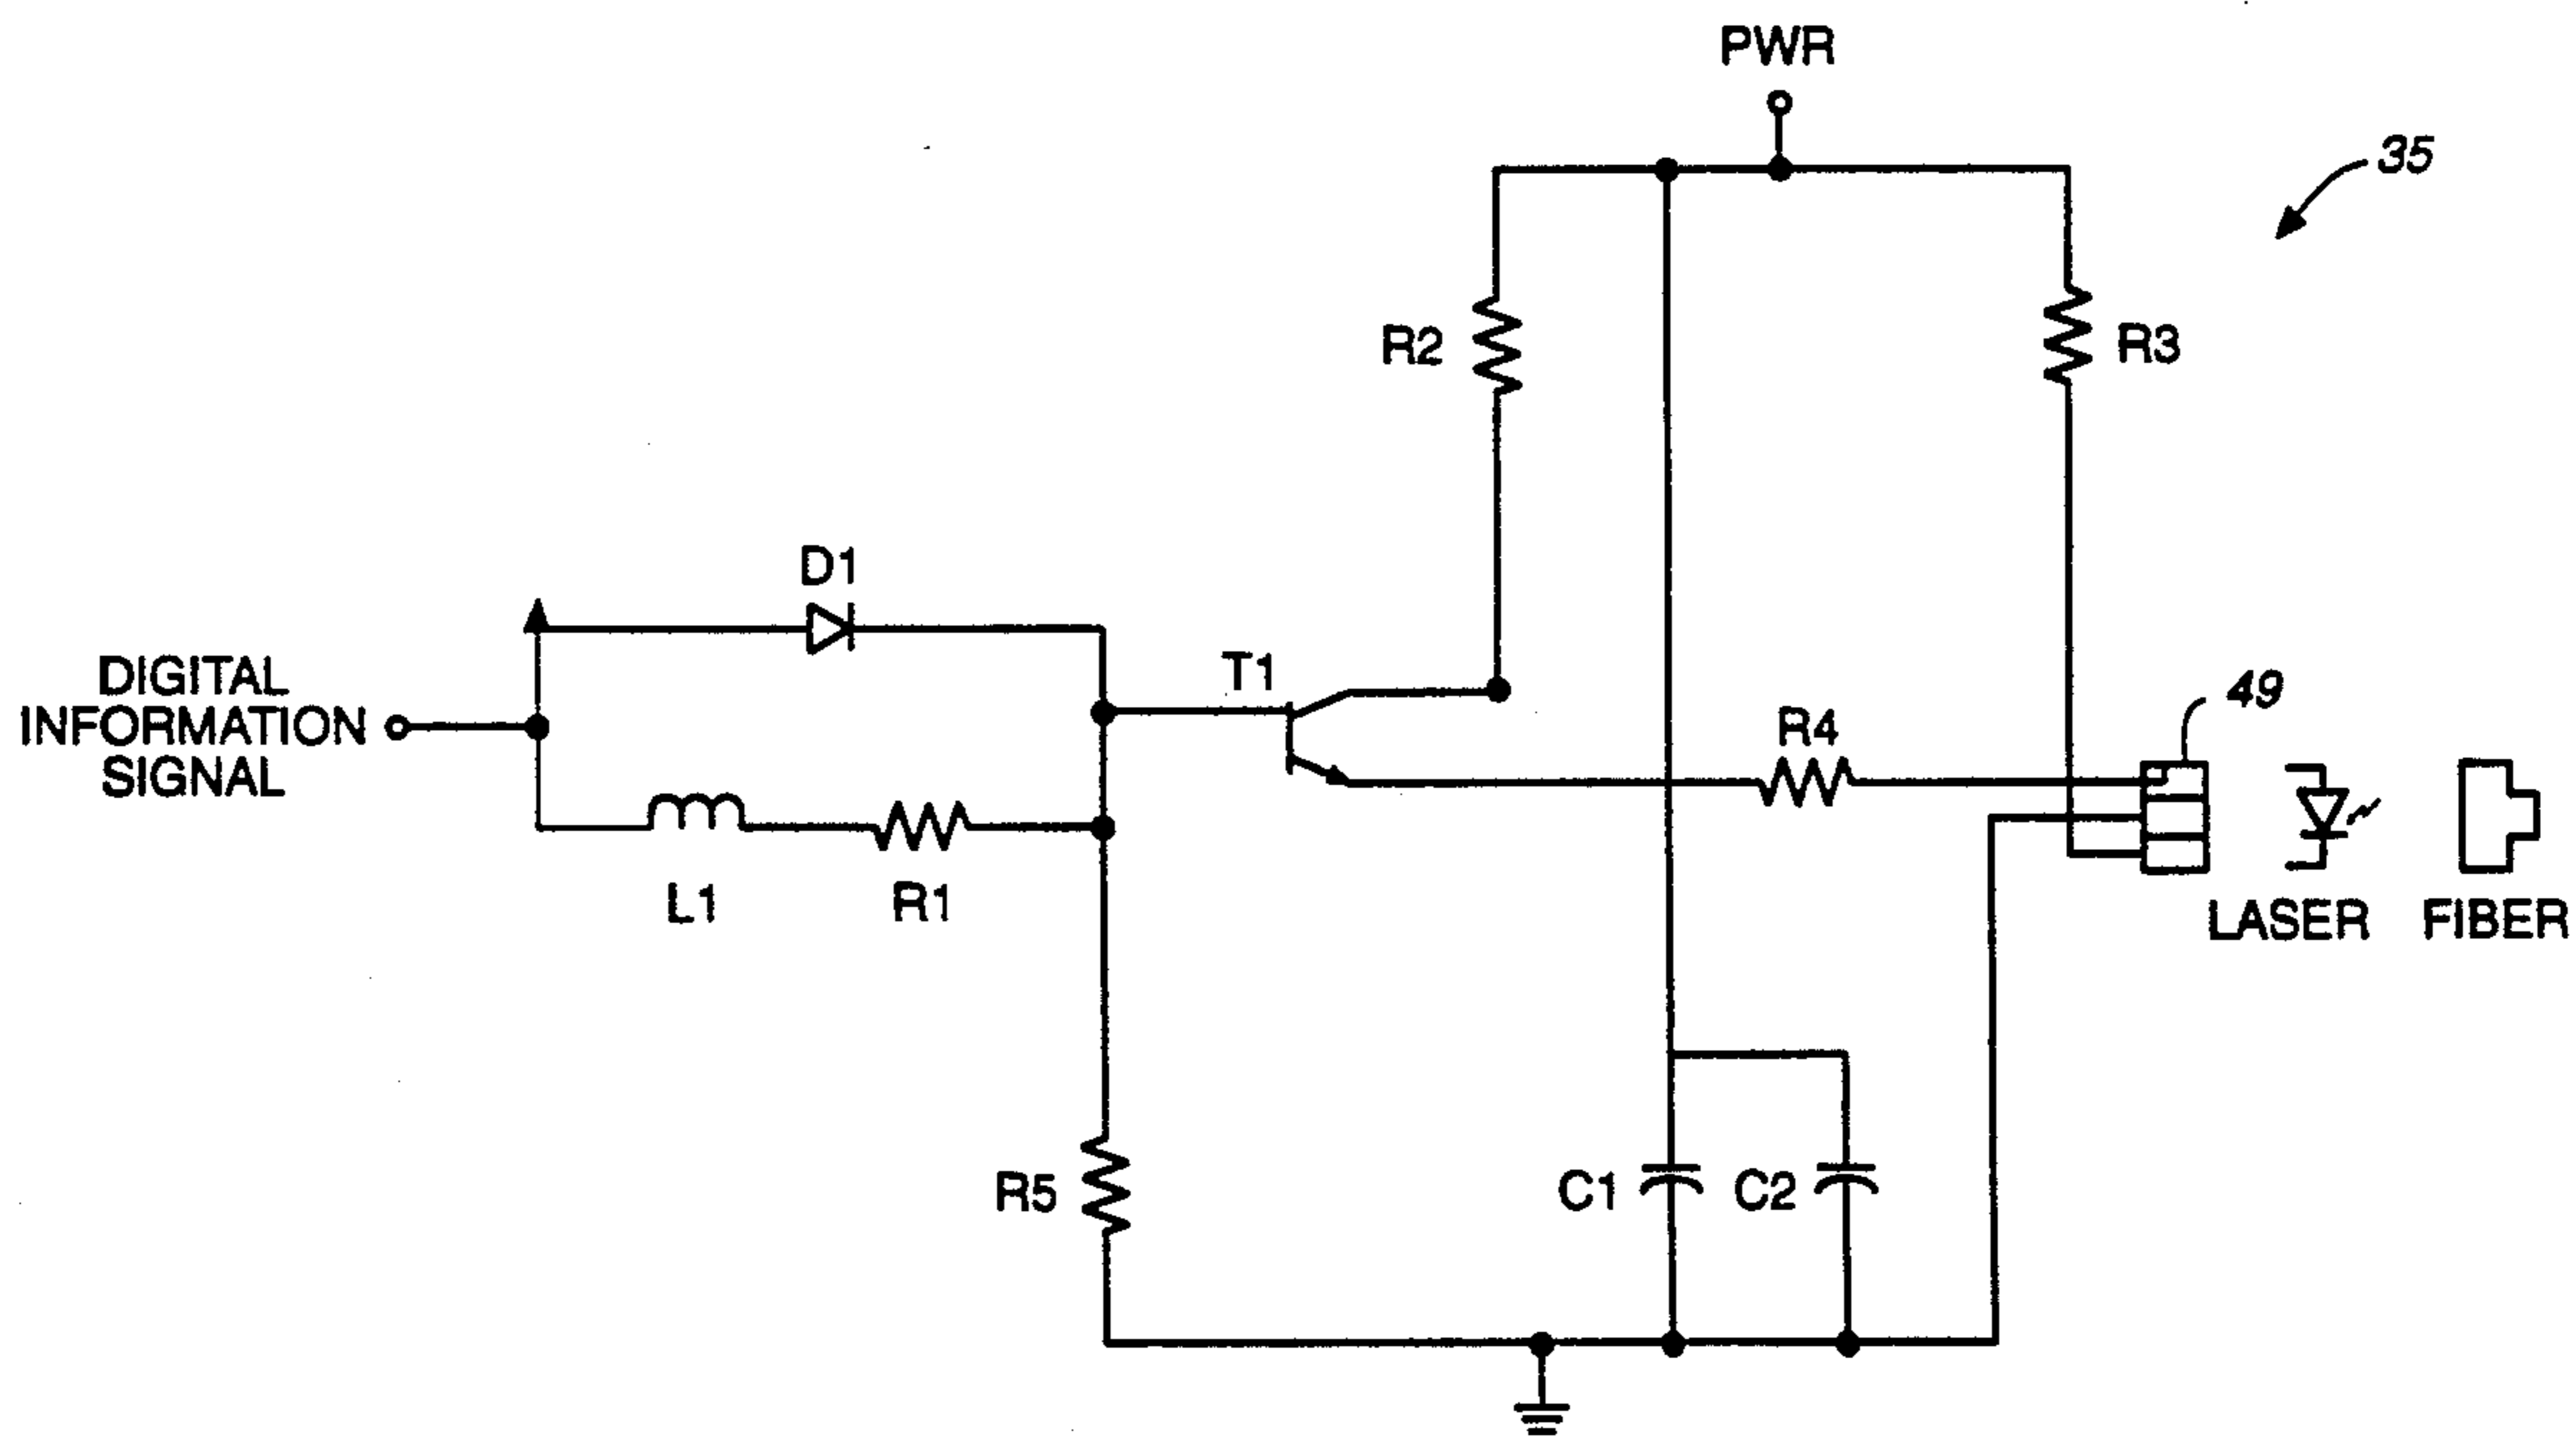 PWR
35
R2
R3
D1
T1
49
DIGITAL
INFORMATION
SIGNAL
R4
L1
R1
LASER
FIBER
R5
C1
C2